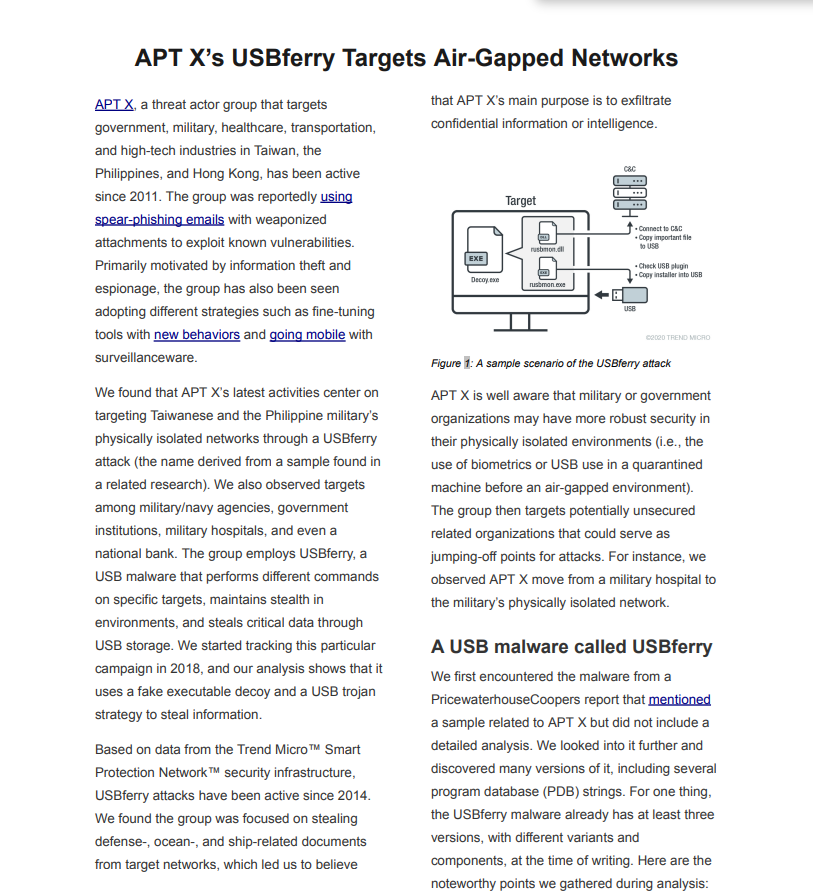 APT X’s USBferry Targets Air-Gapped Networks
APT X, a threat actor group that targets
government, military, healthcare, transportation,
and high-tech industries in Taiwan, the
Philippines, and Hong Kong, has been active
since 2011. The group was reportedly using
spear-phishing emails with weaponized
attachments to exploit known vulnerabilities.
Primarily motivated by information theft and
espionage, the group has also been seen
adopting different strategies such as fine-tuning
tools with new behaviors and going mobile with
surveillanceware.
We found that APT X’s latest activities center on
targeting Taiwanese and the Philippine military’s
physically isolated networks through a USBferry
attack (the name derived from a sample found in
a related research). We also observed targets
among military/navy agencies, government
institutions, military hospitals, and even a
national bank. The group employs USBferry, a
USB malware that performs different commands
on specific targets, maintains stealth in
environments, and steals critical data through
USB storage. We started tracking this particular
campaign in 2018, and our analysis shows that it
uses a fake executable decoy and a USB trojan
strategy to steal information.
Based on data from the Trend Micro™ Smart
Protection Network™ security infrastructure,
USBferry attacks have been active since 2014.
We found the group was focused on stealing
defense-, ocean-, and ship-related documents
from target networks, which led us to believe
that APT X’s main purpose is to exfiltrate
confidential information or intelligence.
C&C
Target
• Connect to C&C
• Copy important file
to USB
EXE
rusbmon.dll
EXE
Decoy.exe
EXE
rusbmon.exe
• Check USB plugin
• Copy installer into USB
USB
©2020 TREND MICRO
Figure 1: A sample scenario of the USBferry attack
APT X is well aware that military or government
organizations may have more robust security in
their physically isolated environments (i.e., the
use of biometrics or USB use in a quarantined
machine before an air-gapped environment).
The group then targets potentially unsecured
related organizations that could serve as
jumping-off points for attacks. For instance, we
observed APT X move from a military hospital to
the military’s physically isolated network.
A USB malware called USBferry
We first encountered the malware from a
PricewaterhouseCoopers report that mentioned
a sample related to APT X but did not include a
detailed analysis. We looked into it further and
discovered many versions of it, including several
program database (PDB) strings. For one thing,
the USBferry malware already has at least three
versions, with different variants and
components, at the time of writing. Here are the
noteworthy points we gathered during analysis: